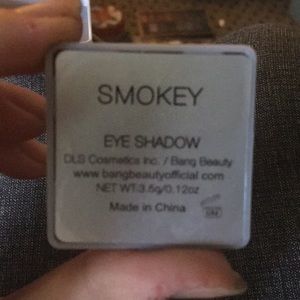 SMOKEY
EYE SHADOW
DLS Cosmetics Inc. / Bang Beauty
www.bangbeautyofficial.com
NET WT-3.5g/0.12oz
Made in China